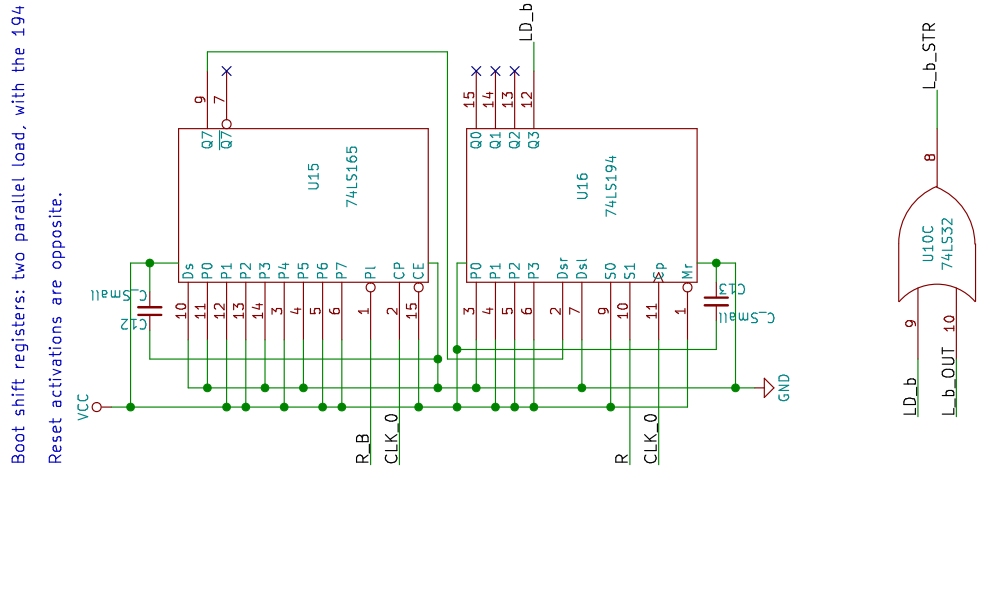 Boot shift registers: two parallel load, with the 194
Reset activations are opposite.
VCC
C_Small
C12
9
7
Q7
Q7
U15
74LS165
Ds
P0
P1
P2
P3
P4
P5
P6
P7
Pl
CP
CE
10
11
12
13
14
3
4
5
6
1
2
15
R_B
CLK_0
LD_b
15
14
13
12
Q0
Q1
Q2
Q3
U16
74LS194
P0
P1
P2
P3
Dsr
Dsl
S0
S1
Cp
Mr
3
4
5
6
2
7
9
10
11
1
R
CLK_0
C13
C_Small
GND
L_b_STR
8
U10C
74LS32
9
10
LD_b
L_b_OUT